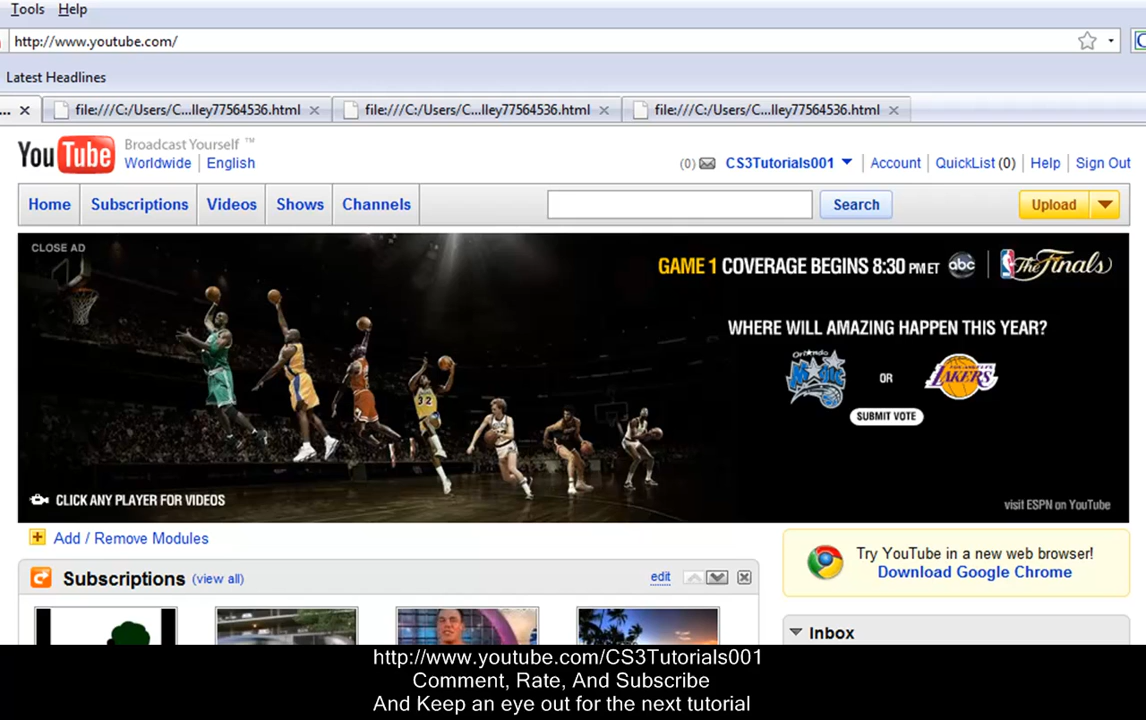 Tools Help
http://www.youtube.com/
Latest Headlines
... file:///C:/Users/C...lley77564536.html file:///C:/Users/C...lley77564536.html file:///C:/Users/C...lley77564536.html
YouTube Broadcast Yourself ™
Worldwide | English
(0) CS3Tutorials001 | Account | QuickList (0) | Help | Sign Out
Home Subscriptions Videos Shows Channels Search Upload
CLOSE AD
GAME 1 COVERAGE BEGINS 8:30 PM ET abc | The Finals
WHERE WILL AMAZING HAPPEN THIS YEAR?
Orlando Magic OR LAKERS
32
SUBMIT VOTE
CLICK ANY PLAYER FOR VIDEOS
visit ESPN on YouTube
Add / Remove Modules
Try YouTube in a new web browser!
Download Google Chrome
Subscriptions (view all) edit
Inbox
http://www.youtube.com/CS3Tutorials001
Comment, Rate, And Subscribe
And Keep an eye out for the next tutorial